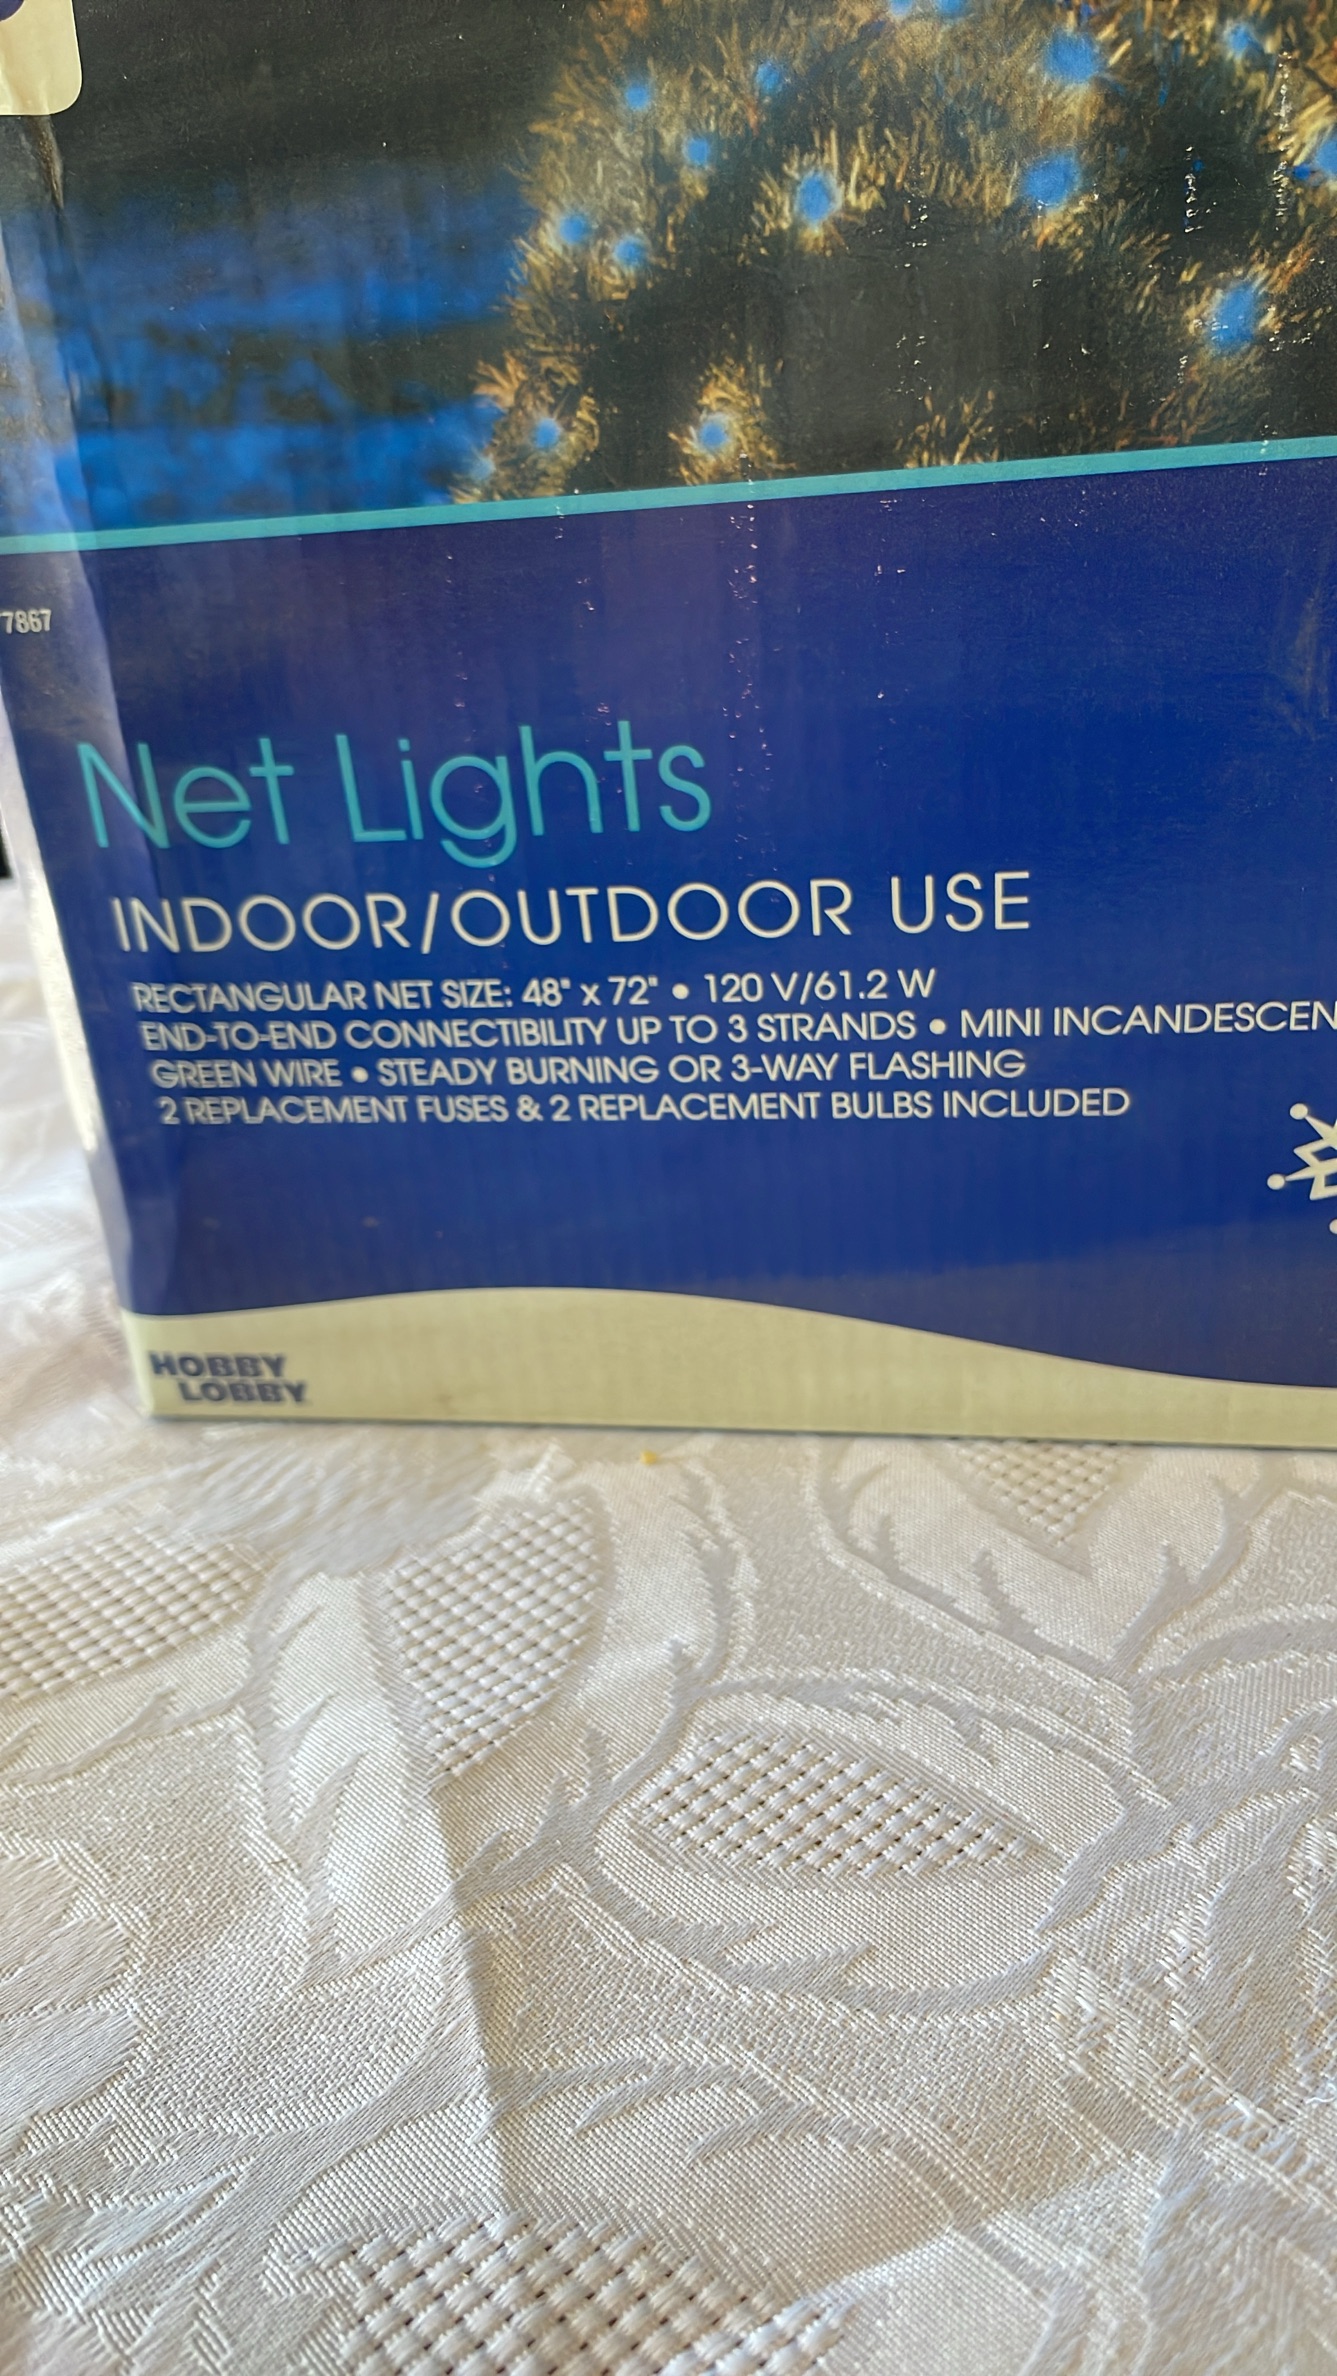 7867
Net Lights
INDOOR/OUTDOOR USE
RECTANGULAR NET SIZE: 48" x 72" • 120 V/61.2 W
END-TO-END CONNECTIBILITY UP TO 3 STRANDS • MINI INCANDESCEN
GREEN WIRE • STEADY BURNING OR 3-WAY FLASHING
2 REPLACEMENT FUSES & 2 REPLACEMENT BULBS INCLUDED
HOBBY
LOBBY